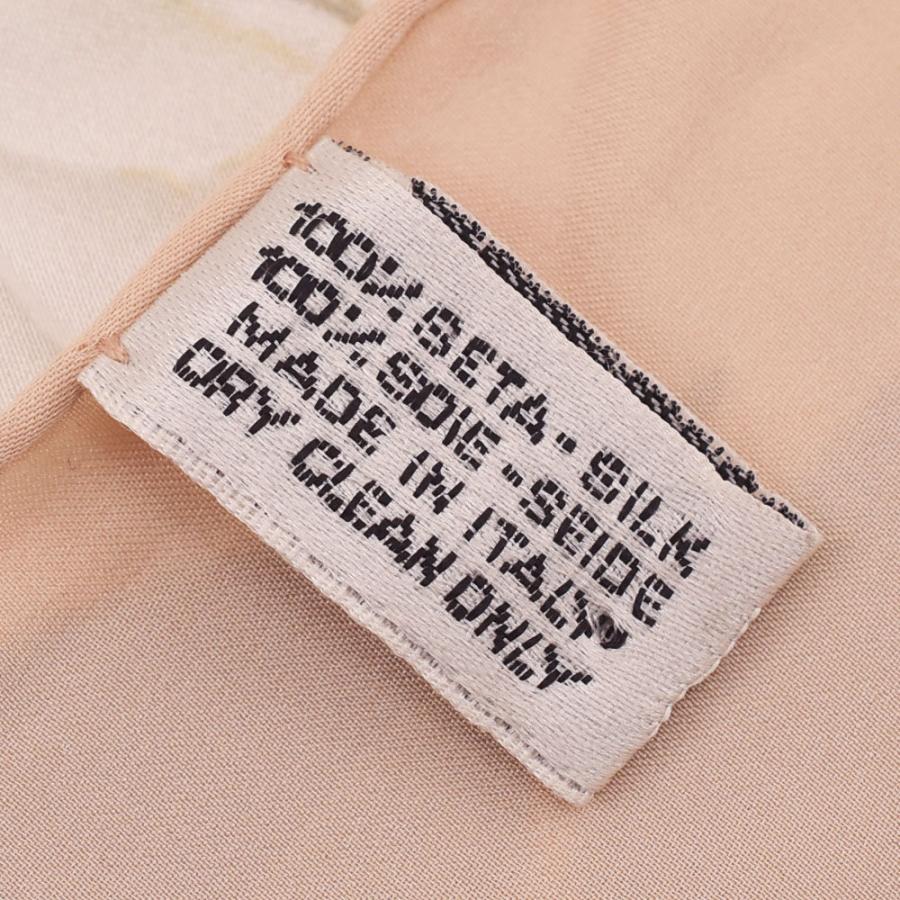 100% SETA - SILK
100% SOIE - SEIDE
MADE IN ITALY
DRY CLEAN ONLY